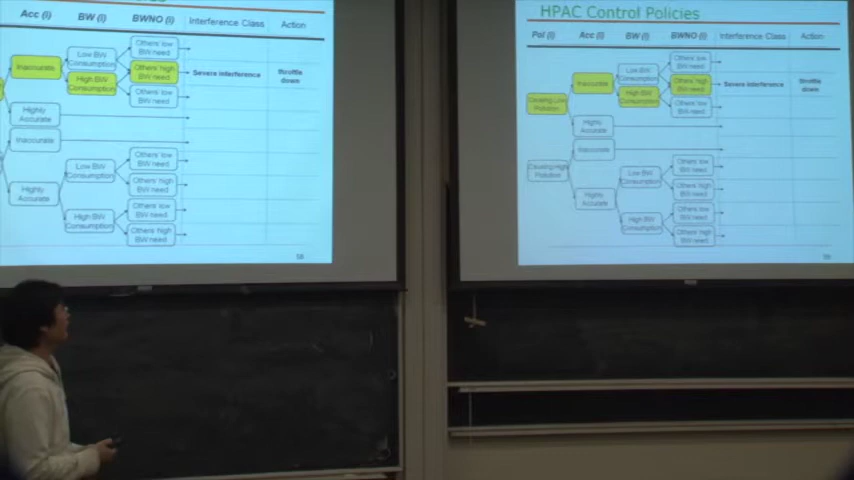 Acc (i) BW (i) BWNO (i) Interference Class Action
Inaccurate
Low BW Consumption
High BW Consumption
Others' low BW need
Others' high BW need
Others' low BW need
Severe interference
throttle down
Highly Accurate
Inaccurate
Highly Accurate
Low BW Consumption
High BW Consumption
Others' low BW need
Others' high BW need
Others' low BW need
Others' high BW need
HPAC Control Policies
Pol (i) Acc (i) BW (i) BWNO (i) Interference Class Action
Causing Low Pollution
Inaccurate
Low BW Consumption
High BW Consumption
Others' low BW need
Others' high BW need
Others' low BW need
Severe interference
throttle down
Highly Accurate
Causing High Pollution
Inaccurate
Highly Accurate
Low BW Consumption
High BW Consumption
Others' low BW need
Others' high BW need
Others' low BW need
Others' high BW need